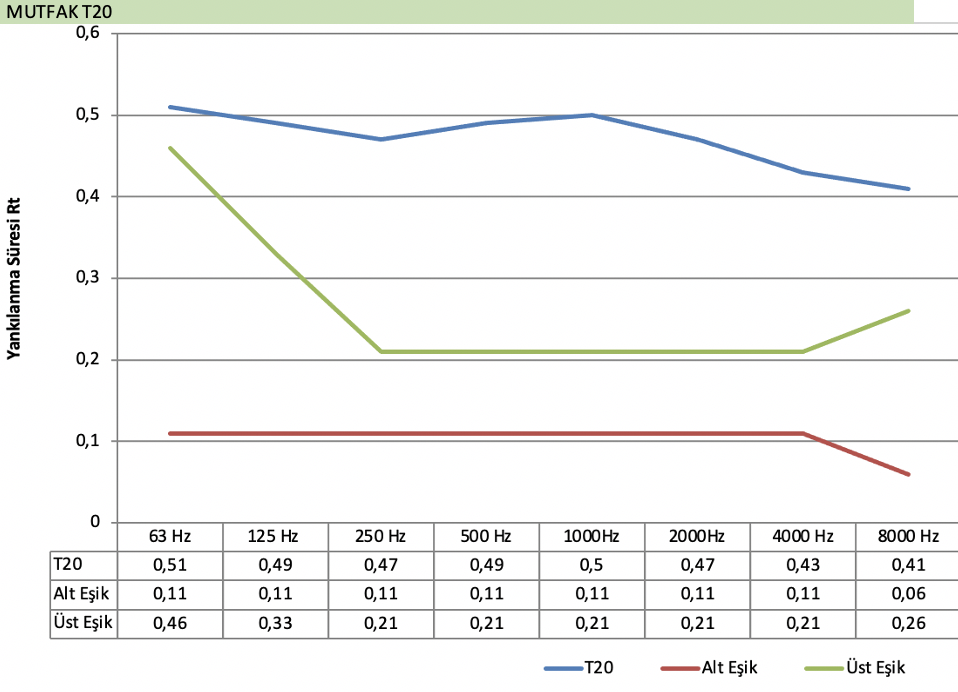 MUTFAK T20
0,6
0,5
0,4
0,3
0,2
0,1
0
Yankılanma Süresi Rt
63 Hz 125 Hz 250 Hz 500 Hz 1000Hz 2000Hz 4000 Hz 8000 Hz
T20 0,51 0,49 0,47 0,49 0,5 0,47 0,43 0,41
Alt Eşik 0,11 0,11 0,11 0,11 0,11 0,11 0,11 0,06
Üst Eşik 0,46 0,33 0,21 0,21 0,21 0,21 0,21 0,26
T20 Alt Eşik Üst Eşik